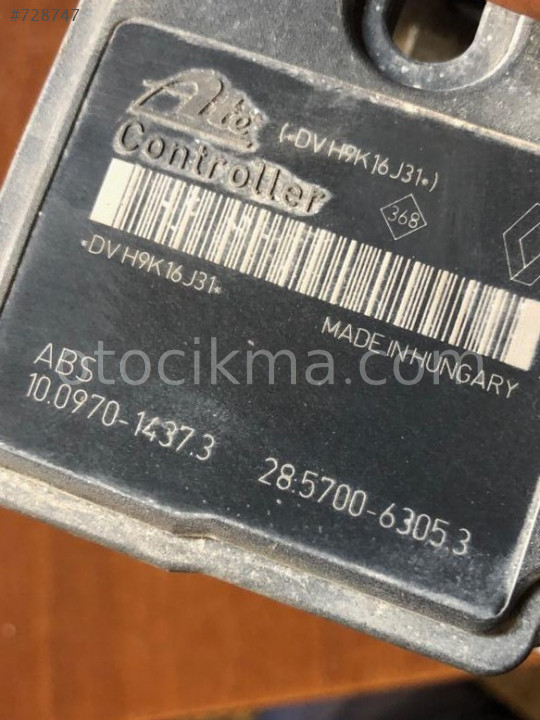 #728747
Ate
Controller
(*DV H9K16J31*)
368
*DV H9K16J31*
MADE IN HUNGARY
otocikma.com
ABS
10.0970-1437.3
28.5700-6305.3